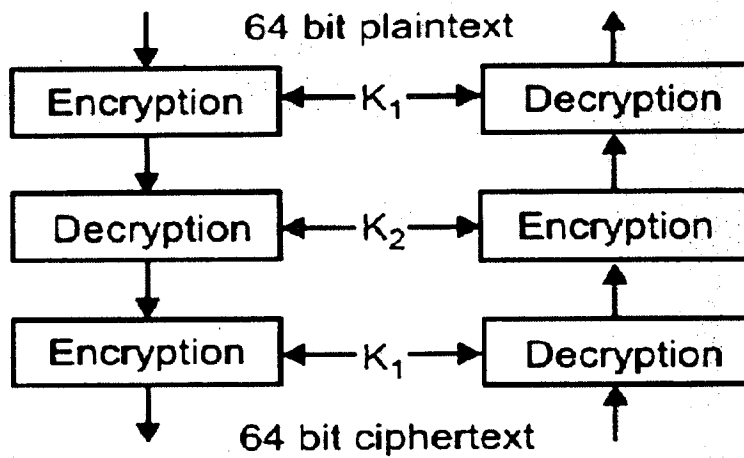 64 bit plaintext
Encryption K₁ Decryption
Decryption K₂ Encryption
Encryption K₁ Decryption
64 bit ciphertext